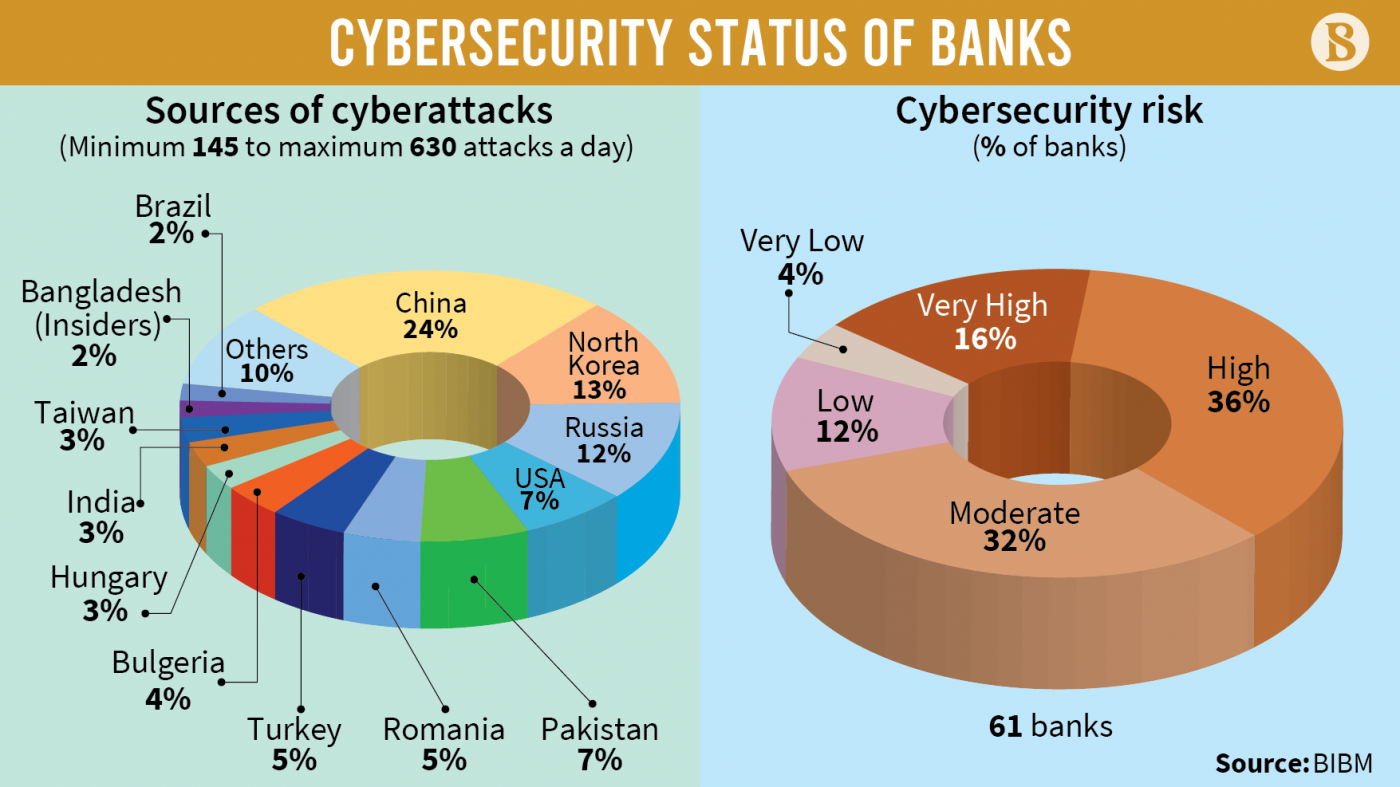 CYBERSECURITY STATUS OF BANKS
B
Sources of cyberattacks
(Minimum 145 to maximum 630 attacks a day)
Brazil
2%
Bangladesh
(Insiders)
2%
Taiwan
3%
India
3%
Hungary
3%
Bulgeria
4%
Turkey
5%
Romania
5%
Pakistan
7%
USA
7%
Russia
12%
North
Korea
13%
China
24%
Others
10%
Cybersecurity risk
(% of banks)
Very Low
4%
Very High
16%
High
36%
Low
12%
Moderate
32%
61 banks
Source:BIBM